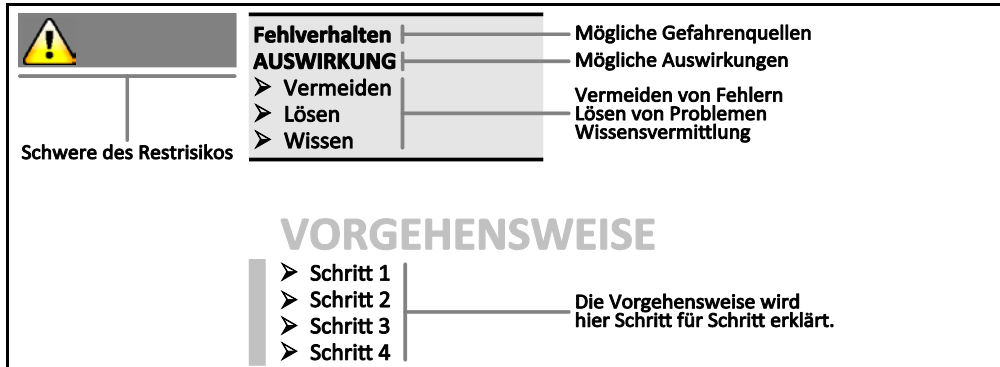 Fehlverhalten
AUSWIRKUNG
➤ Vermeiden
➤ Lösen
➤ Wissen
Mögliche Gefahrenquellen
Mögliche Auswirkungen
Vermeiden von Fehlern
Lösen von Problemen
Wissensvermittlung
Schwere des Restrisikos
VORGEHENSWEISE
➤ Schritt 1
➤ Schritt 2
➤ Schritt 3
➤ Schritt 4
Die Vorgehensweise wird
hier Schritt für Schritt erklärt.